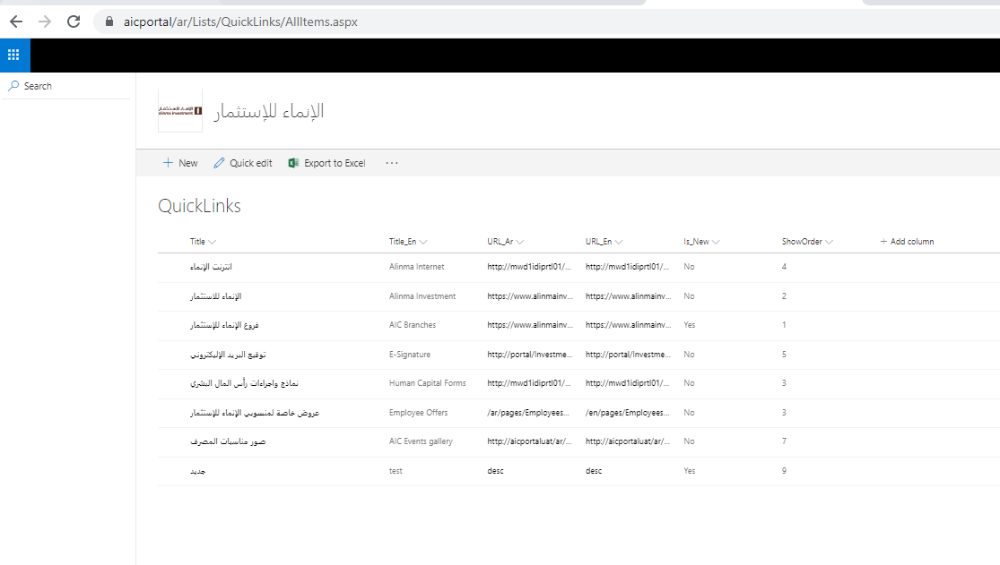 aicportal/ar/Lists/QuickLinks/AllItems.aspx
Search
الإنماء للإستثمار
alinma investment
الإنماء للإستثمار
New Quick edit Export to Excel ...
QuickLinks
Title Title_En URL_Ar URL_En Is_New ShowOrder + Add column
انترنت الإنماء Alinma Internet http://mwd1idiprtl01/... http://mwd1idiprtl01/... No 4
الإنماء للاستثمار Alinma Investment https://www.alinmainv... https://www.alinmainv... No 2
فروع الإنماء للإستثمار AIC Branches https://www.alinmainv... https://www.alinmainv... Yes 1
توقيع البريد الإليكتروني E-Signature http://portal/Investme... http://portal/Investme... No 5
نماذج واجراءات رأس المال البشري Human Capital Forms http://mwd1idiprtl01/... http://mwd1idiprtl01/... No 3
عروض خاصة لمنسوبي الإنماء للإستثمار Employee Offers /ar/pages/Employees... /en/pages/Employees... No 3
صور مناسبات المصرف AIC Events gallery http://aicportaluat/ar/... http://aicportaluat/ar/... No 7
جديد test desc desc Yes 9